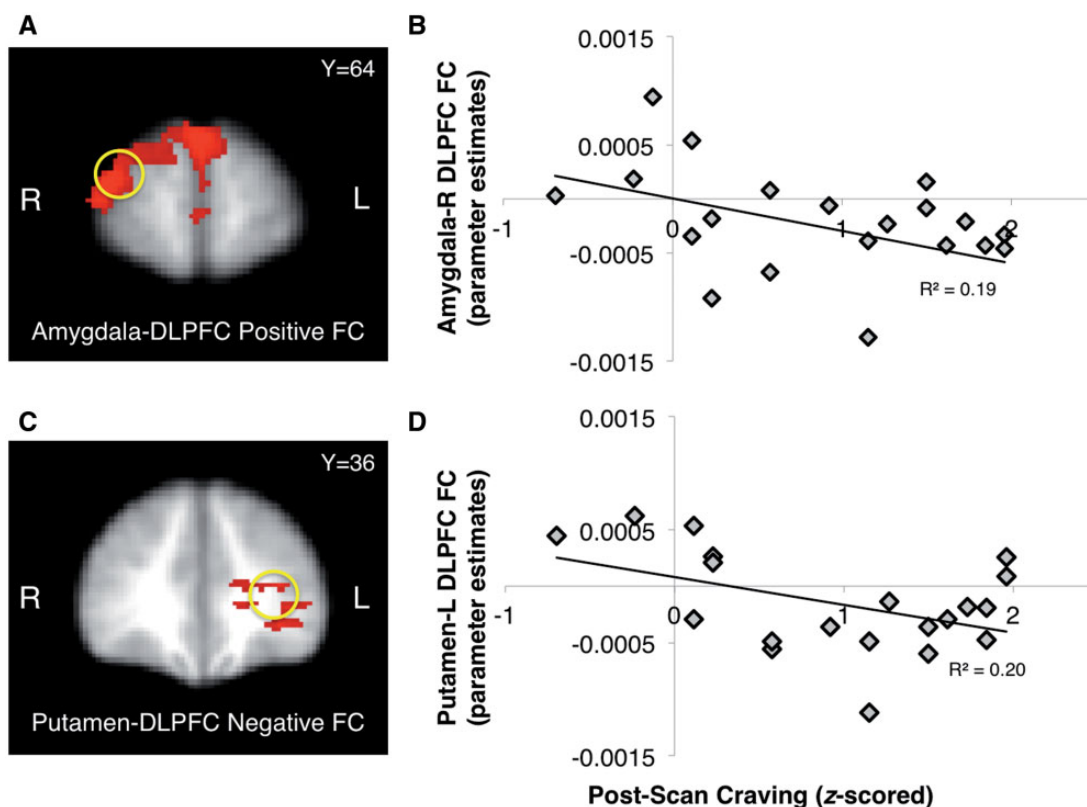 A
Y=64
R
L
Amygdala-DLPFC Positive FC
B
Amygdala-R DLPFC FC
(parameter estimates)
0.0015
0.0005
-1
0
1
2
-0.0005
R² = 0.19
-0.0015
C
Y=36
R
L
Putamen-DLPFC Negative FC
D
Putamen-L DLPFC FC
(parameter estimates)
0.0015
0.0005
-1
0
1
2
-0.0005
R² = 0.20
-0.0015
Post-Scan Craving (z-scored)